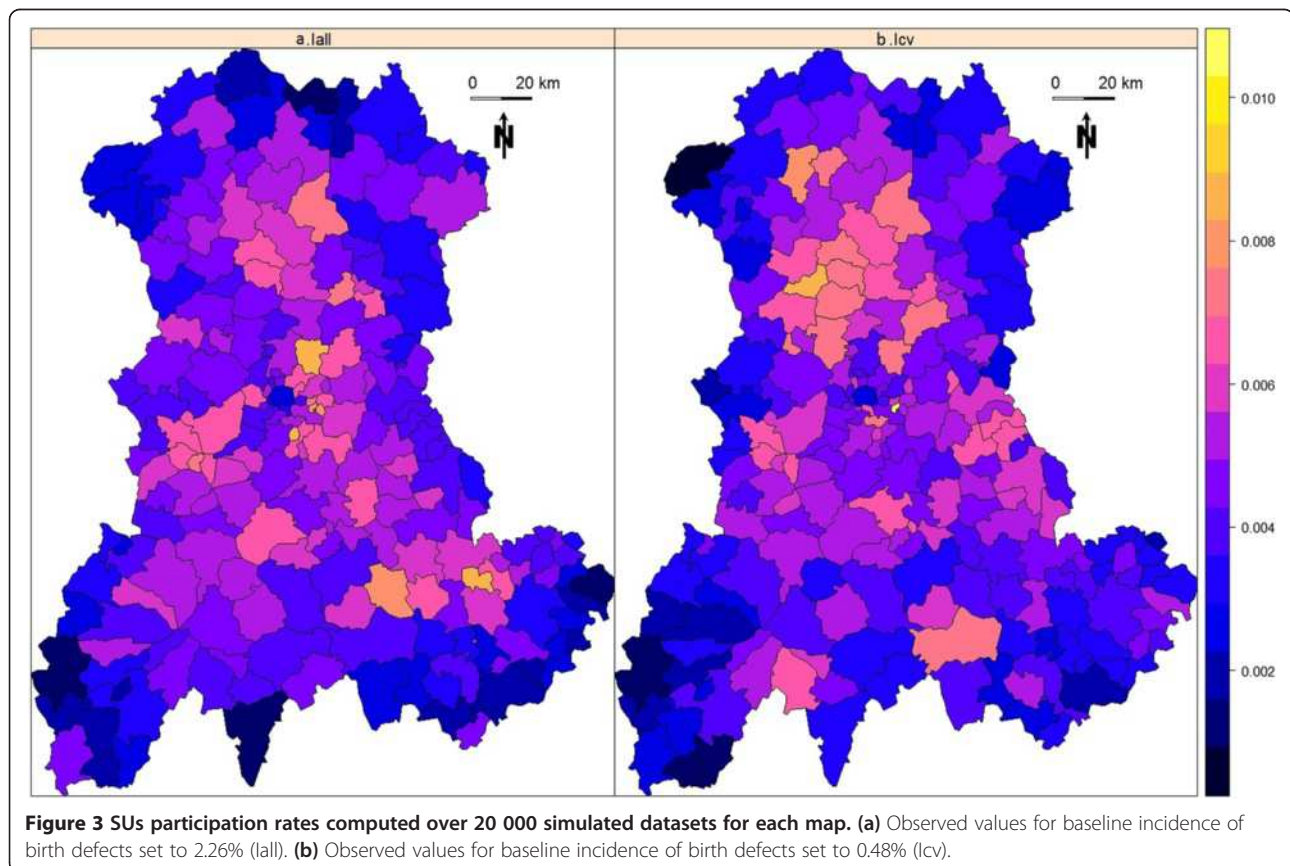 a.Iall
b.Icv
0 20 km
N
0 20 km
N
0.010
0.008
0.006
0.004
0.002
Figure 3 SUs participation rates computed over 20 000 simulated datasets for each map. (a) Observed values for baseline incidence of
birth defects set to 2.26% (Iall). (b) Observed values for baseline incidence of birth defects set to 0.48% (Icv).